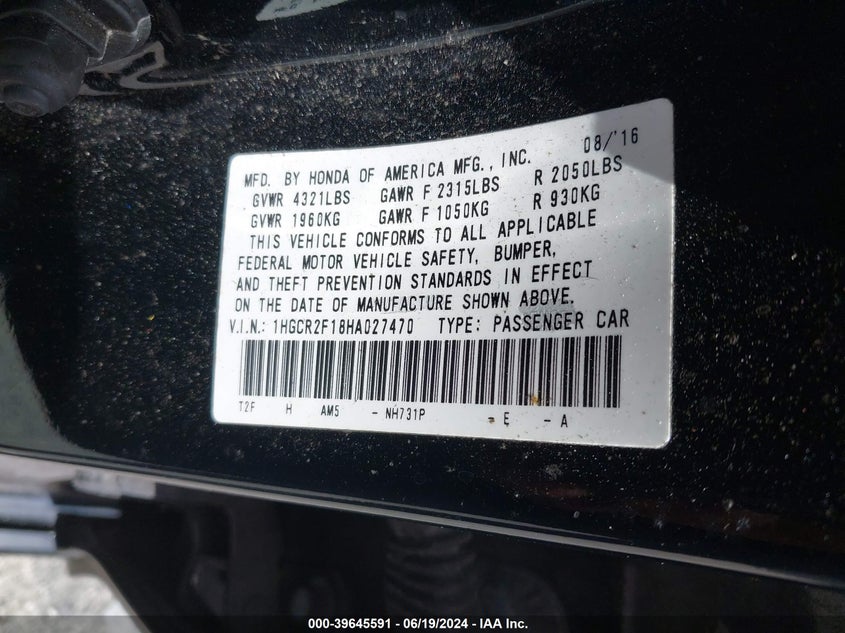 08/'16
MFD. BY HONDA OF AMERICA MFG., INC.
GVWR 4321LBS GAWR F 2315LBS R 2050LBS
GVWR 1960KG GAWR F 1050KG R 930KG
THIS VEHICLE CONFORMS TO ALL APPLICABLE
FEDERAL MOTOR VEHICLE SAFETY, BUMPER,
AND THEFT PREVENTION STANDARDS IN EFFECT
ON THE DATE OF MANUFACTURE SHOWN ABOVE.
V.I.N.: 1HGCR2F18HA027470 TYPE: PASSENGER CAR
T2F H AM5 - NH731P - E - A
000-39645591 - 06/19/2024 - IAA Inc.